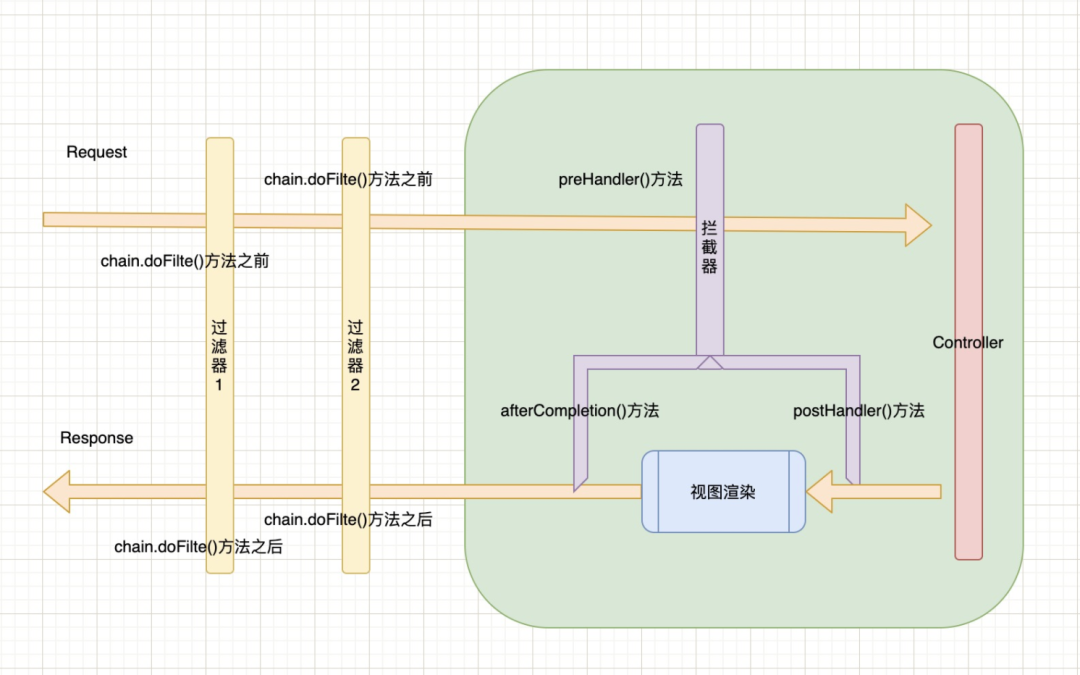 Request
chain.doFilte()方法之前
preHandler()方法
拦截器
chain.doFilte()方法之前
过滤器1
过滤器2
Controller
afterCompletion()方法
postHandler()方法
Response
视图渲染
chain.doFilte()方法之后
chain.doFilte()方法之后